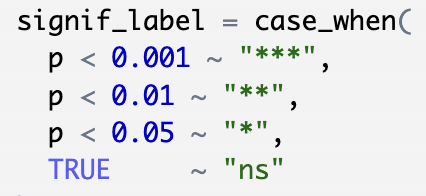 signif_label = case_when(
  p < 0.001 ~ "***",
  p < 0.01 ~ "**",
  p < 0.05 ~ "*",
  TRUE     ~ "ns"